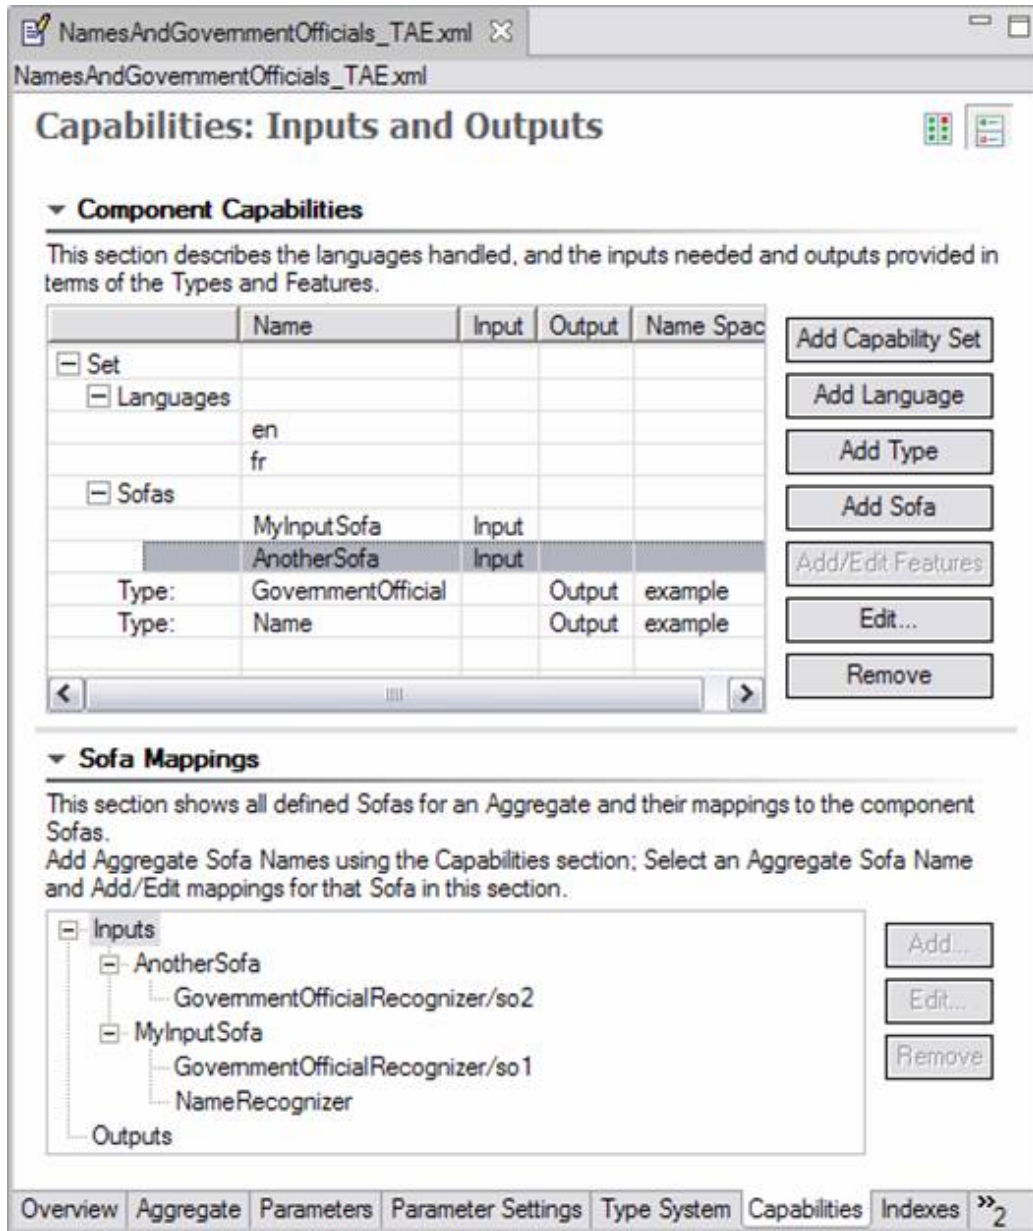 NamesAndGovernmentOfficials_TAE.xml
NamesAndGovernmentOfficials_TAE.xml
Capabilities: Inputs and Outputs
Component Capabilities
This section describes the languages handled, and the inputs needed and outputs provided in
terms of the Types and Features.
Name Input Output Name Spac
Set
Languages
en
fr
Sofas
MyInputSofa Input
AnotherSofa Input
Type: GovernmentOfficial Output example
Type: Name Output example
Add Capability Set
Add Language
Add Type
Add Sofa
Add/Edit Features
Edit...
Remove
Sofa Mappings
This section shows all defined Sofas for an Aggregate and their mappings to the component
Sofas.
Add Aggregate Sofa Names using the Capabilities section; Select an Aggregate Sofa Name
and Add/Edit mappings for that Sofa in this section.
Inputs
AnotherSofa
GovernmentOfficialRecognizer/so2
MyInputSofa
GovernmentOfficialRecognizer/so1
NameRecognizer
Outputs
Add...
Edit...
Remove
Overview Aggregate Parameters Parameter Settings Type System Capabilities Indexes »2